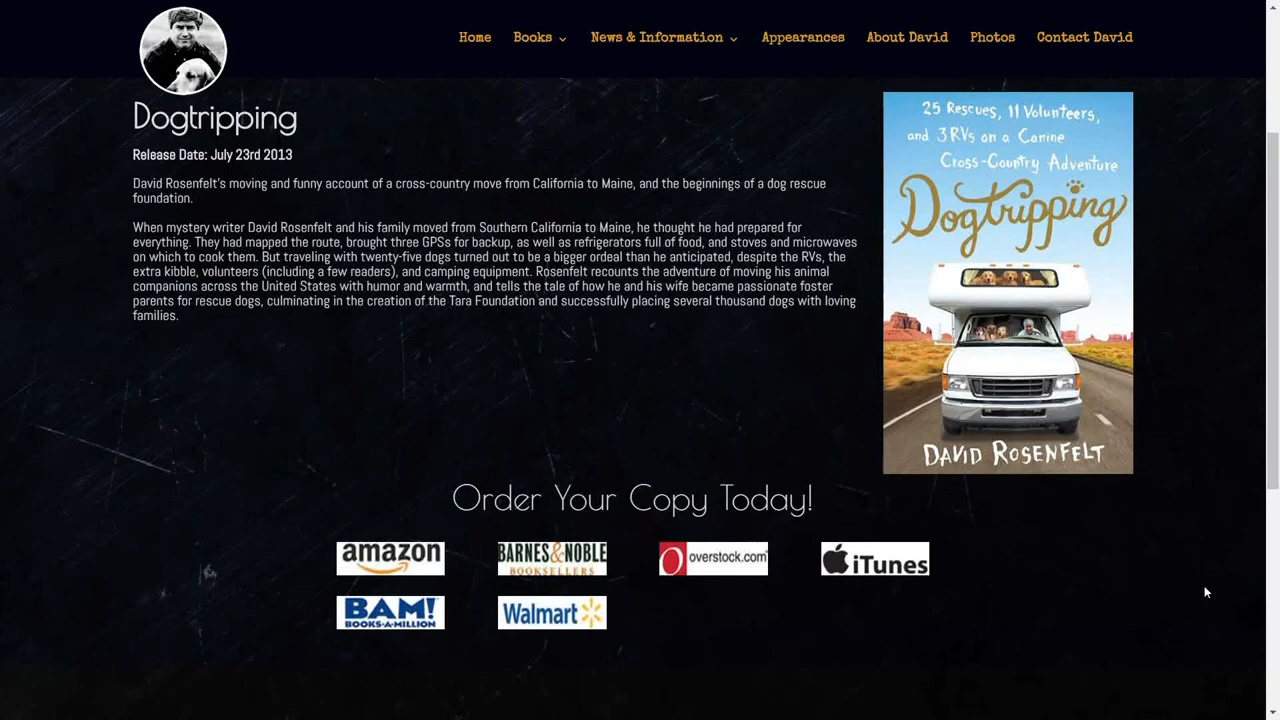 Home
Books
News & Information
Appearances
About David
Photos
Contact David
Dogtripping
Release Date: July 23rd 2013
David Rosenfelt's moving and funny account of a cross-country move from California to Maine, and the beginnings of a dog rescue
foundation.
When mystery writer David Rosenfelt and his family moved from Southern California to Maine, he thought he had prepared for
everything. They had mapped the route, brought three GPSs for backup, as well as refrigerators full of food, and stoves and microwaves
on which to cook them. But traveling with twenty-five dogs turned out to be a bigger ordeal than he anticipated, despite the RVs, the
extra kibble, volunteers (including a few readers), and camping equipment. Rosenfelt recounts the adventure of moving his animal
companions across the United States with humor and warmth, and tells the tale of how he and his wife became passionate foster
parents for rescue dogs, culminating in the creation of the Tara Foundation and successfully placing several thousand dogs with loving
families.
25 Rescues, 11 Volunteers,
and 3 RVs on a Canine
Cross-Country Adventure
Dogtripping
DAVID ROSENFELT
Order Your Copy Today!
amazon
BARNES&NOBLE
BOOKSELLERS
O overstock.com
iTunes
BAM!
BOOKS-A-MILLION
Walmart